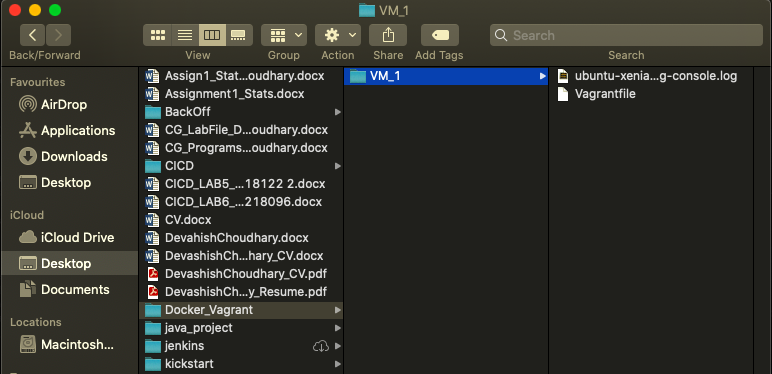 VM_1
Back/Forward
View
Group
Action
Share
Add Tags
Search
Search
Favourites
AirDrop
Applications
Downloads
Desktop
iCloud
iCloud Drive
Desktop
Documents
Locations
Macintosh...
Assign1_Stat...oudhary.docx
Assignment1_Stats.docx
BackOff
CG_LabFile_D...oudhary.docx
CG_Programs...oudhary.docx
CICD
CICD_LAB5_...18122 2.docx
CICD_LAB6_...218096.docx
CV.docx
DevahishChoudhary.docx
DevashishCh...hary_CV.docx
DevashishChoudhary_CV.pdf
DevashishCh...y_Resume.pdf
Docker_Vagrant
java_project
jenkins
kickstart
VM_1
ubuntu-xenia...g-console.log
Vagrantfile